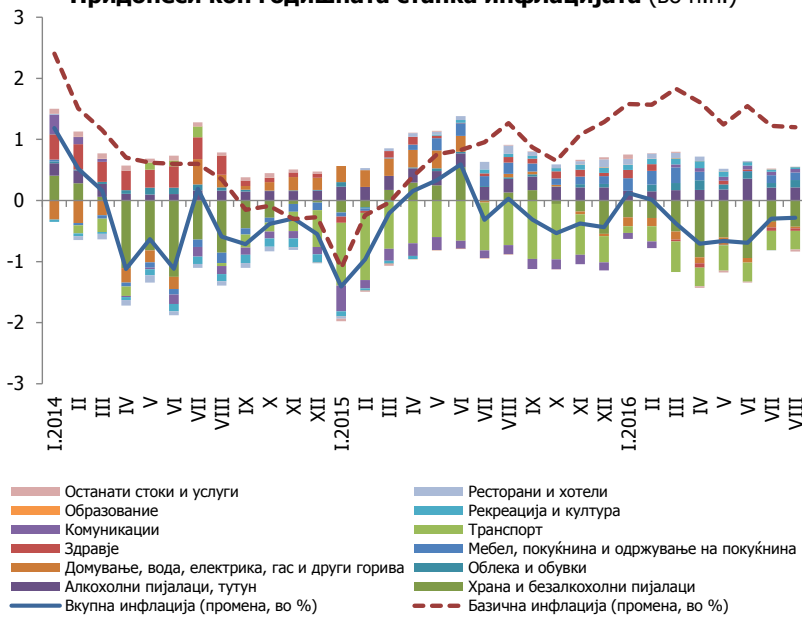 Придонеси кон годишната стапка инфлацијата (во п.п.)
3
2
1
0
-1
-2
-3
I.2014
II
III
IV
V
VI
VII
VIII
IX
X
XI
XII
I.2015
II
III
IV
V
VI
VII
VIII
IX
X
XI
XII
I.2016
II
III
IV
V
VI
VII
VIII
Останати стоки и услуги
Ресторани и хотели
Образование
Рекреација и култура
Комуникации
Транспорт
Здравје
Мебел, покуќнина и одржување на покуќнина
Домување, вода, електрика, гас и други горива
Облека и обувки
Алкохолни пијалаци, тутун
Храна и безалкохолни пијалаци
Вкупна инфлација (промена, во %)
Базична инфлација (промена, во %)